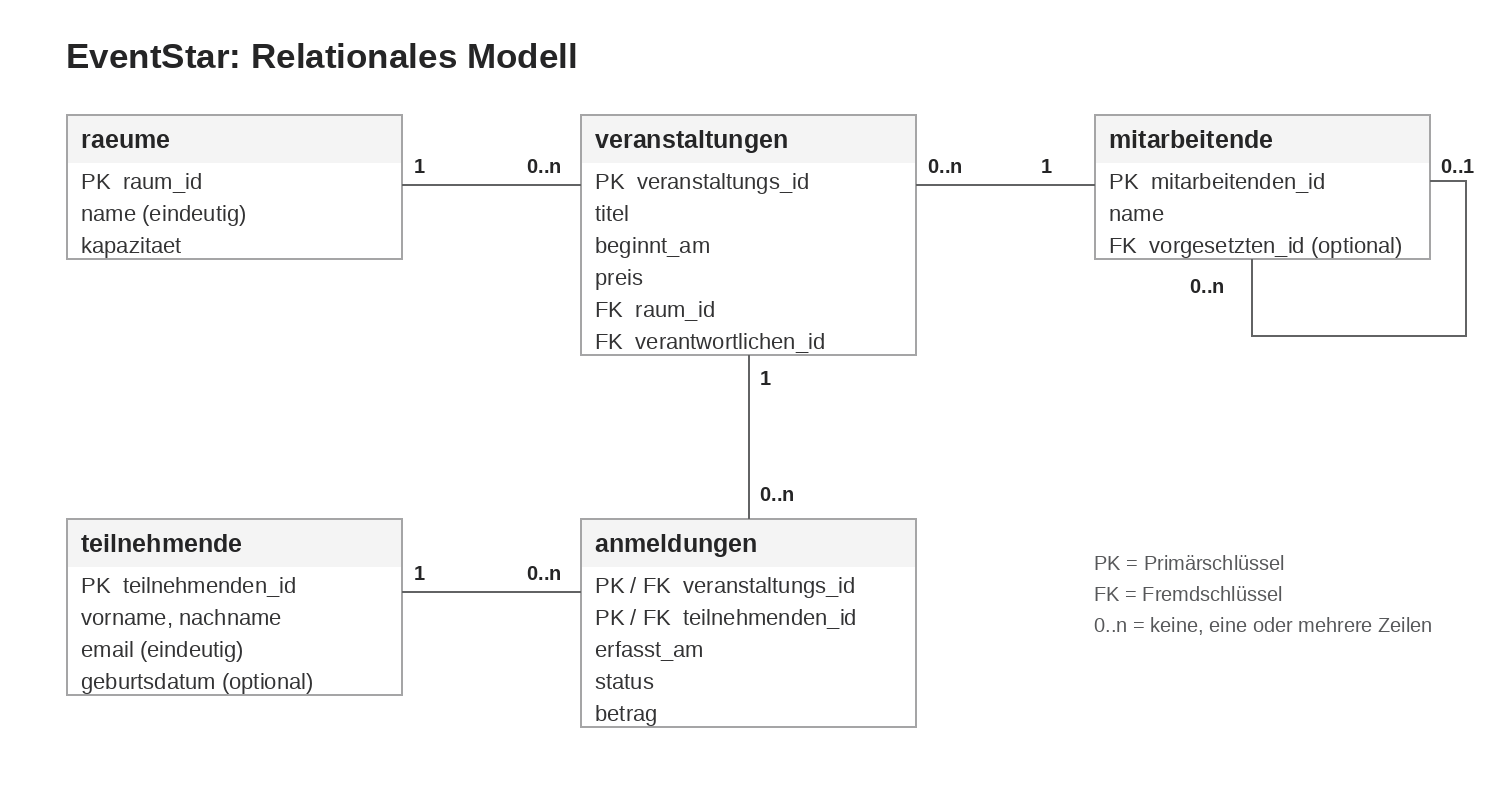 EventStar: Relationales Modell
raeume
PK raum_id
name (eindeutig)
kapazitaet
1
0..n
veranstaltungen
PK veranstaltungs_id
titel
beginnt_am
preis
FK raum_id
FK verantwortlichen_id
0..n
1
mitarbeitende
PK mitarbeitenden_id
name
FK vorgesetzten_id (optional)
0..1
0..n
1
0..n
teilnehmende
PK teilnehmenden_id
vorname, nachname
email (eindeutig)
geburtsdatum (optional)
1
0..n
anmeldungen
PK / FK veranstaltungs_id
PK / FK teilnehmenden_id
erfasst_am
status
betrag
PK = Primärschlüssel
FK = Fremdschlüssel
0..n = keine, eine oder mehrere Zeilen